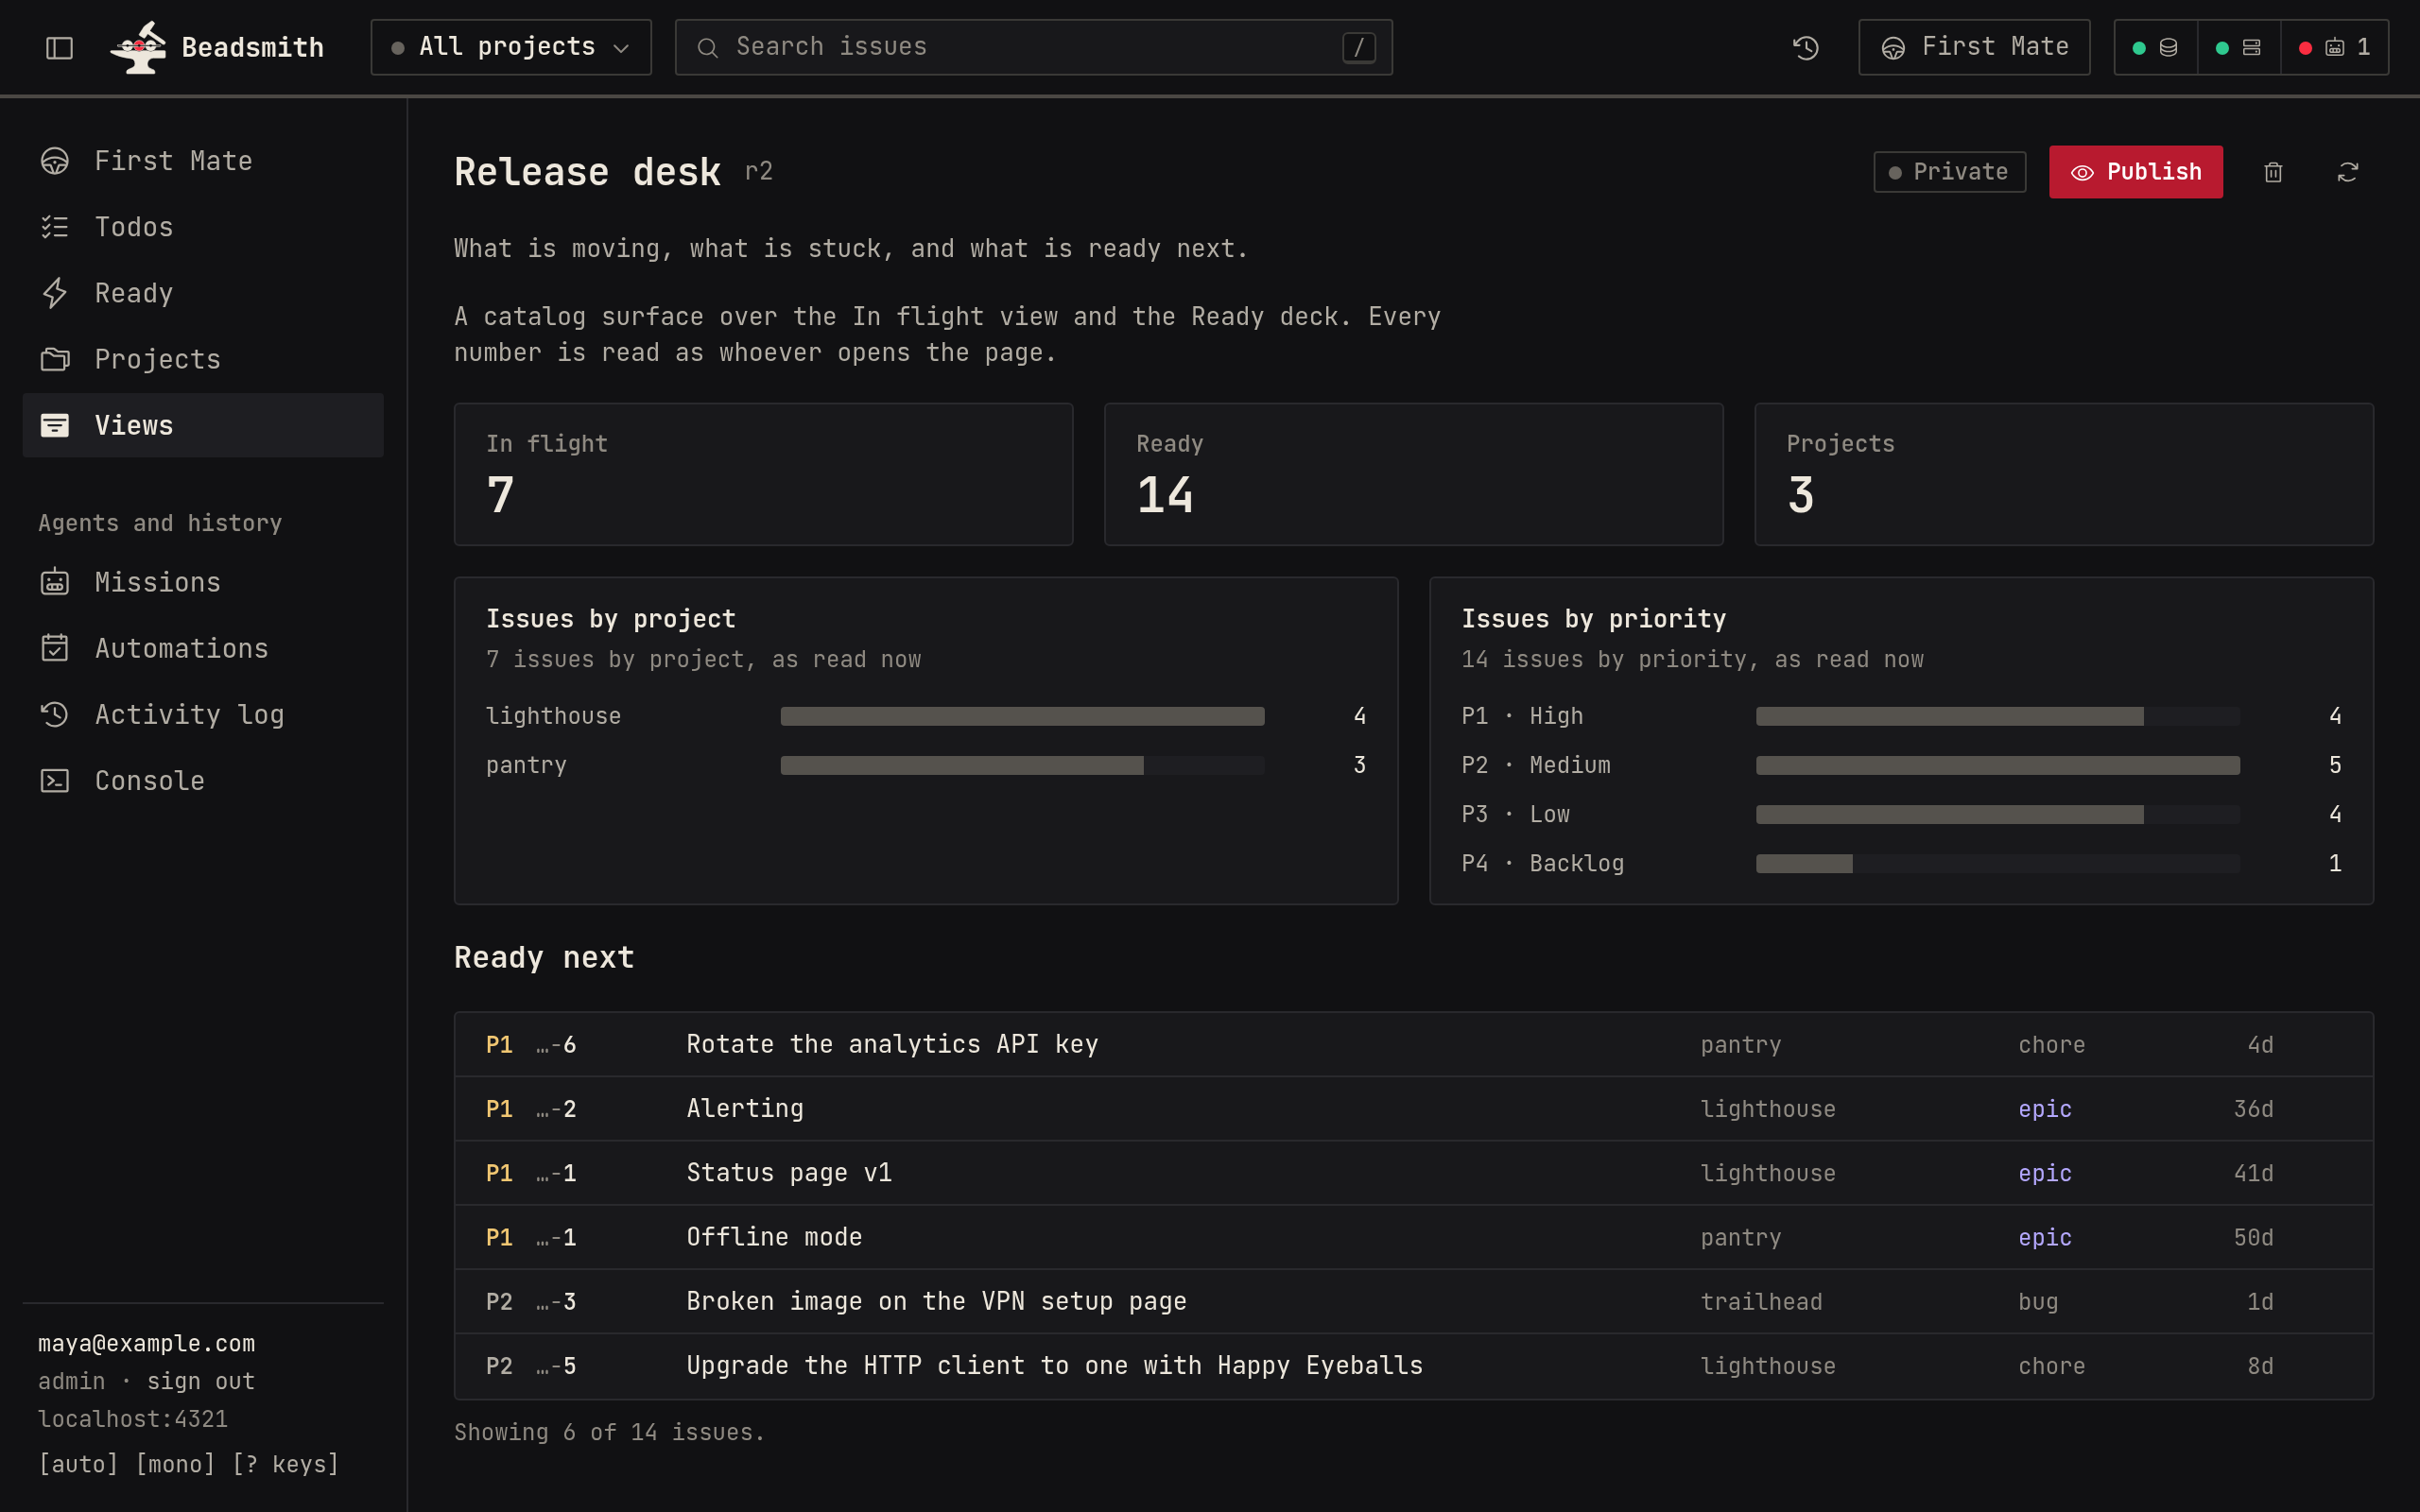 Beadsmith
All projects
Search issues
/
First Mate
1
First Mate
Todos
Ready
Projects
Views
Agents and history
Missions
Automations
Activity log
Console
maya@example.com
admin · sign out
localhost:4321
[auto] [mono] [? keys]
Release desk r2
Private
Publish
What is moving, what is stuck, and what is ready next.
A catalog surface over the In flight view and the Ready deck. Every
number is read as whoever opens the page.
In flight
7
Ready
14
Projects
3
Issues by project
7 issues by project, as read now
lighthouse 4
pantry 3
Issues by priority
14 issues by priority, as read now
P1 · High 4
P2 · Medium 5
P3 · Low 4
P4 · Backlog 1
Ready next
P1 …-6 Rotate the analytics API key pantry chore 4d
P1 …-2 Alerting lighthouse epic 36d
P1 …-1 Status page v1 lighthouse epic 41d
P1 …-1 Offline mode pantry epic 50d
P2 …-3 Broken image on the VPN setup page trailhead bug 1d
P2 …-5 Upgrade the HTTP client to one with Happy Eyeballs lighthouse chore 8d
Showing 6 of 14 issues.